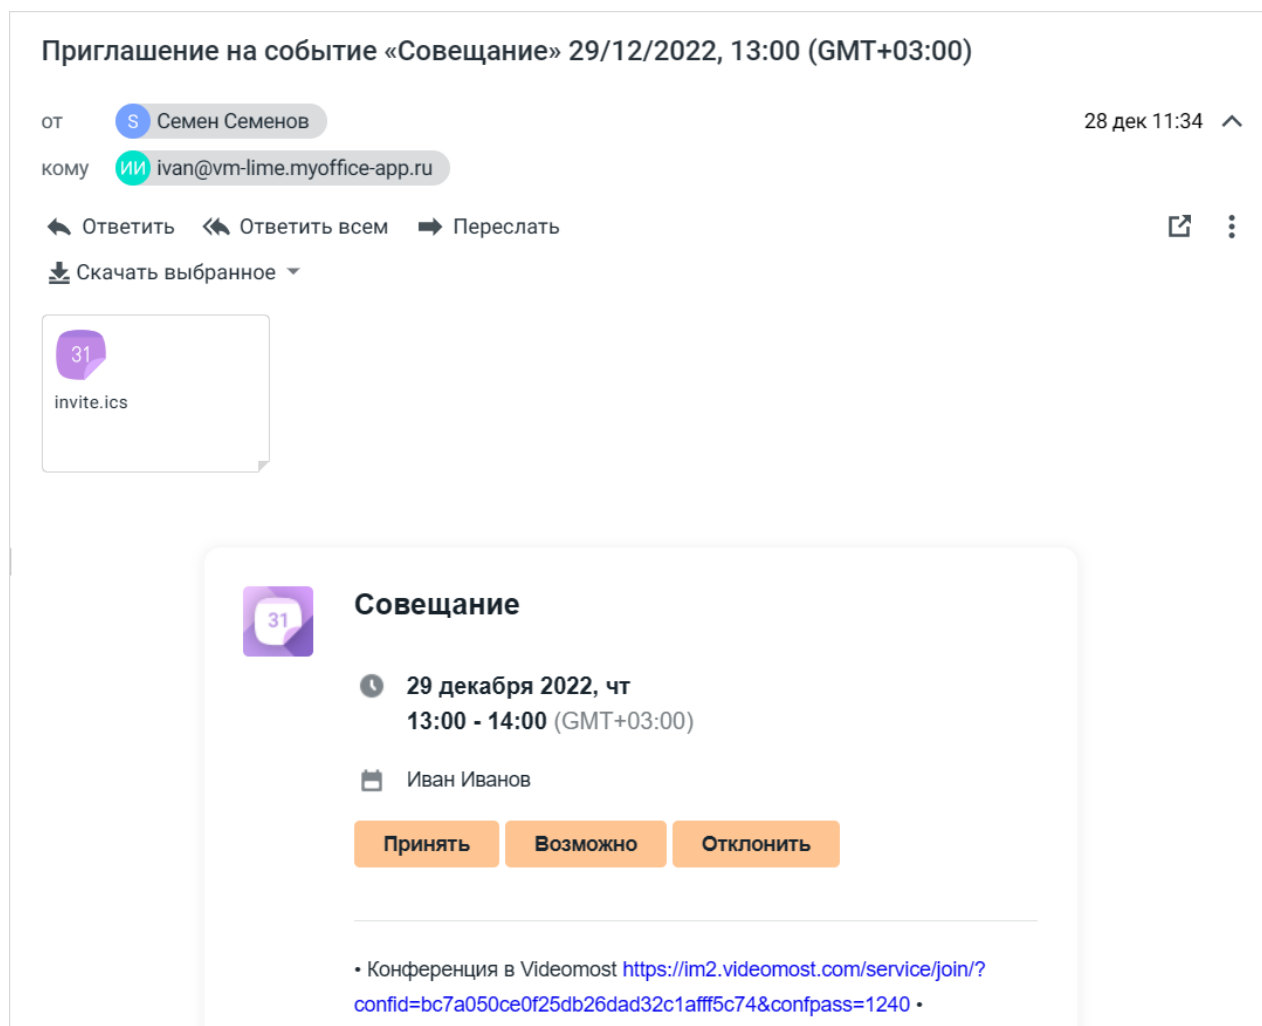 Приглашение на событие «Совещание» 29/12/2022, 13:00 (GMT+03:00)
от S Семен Семенов 28 дек 11:34
кому ИИ ivan@vm-lime.myoffice-app.ru
Ответить Ответить всем Переслать
Скачать выбранное
31
invite.ics
31 Совещание
29 декабря 2022, чт
13:00 - 14:00 (GMT+03:00)
Иван Иванов
Принять Возможно Отклонить
• Конференция в Videomost https://im2.videomost.com/service/join/?
confid=bc7a050ce0f25db26dad32c1afff5c74&confpass=1240 •